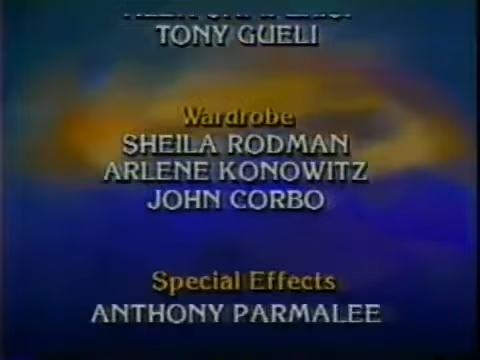 TONY GUELI
Wardrobe
SHEILA RODMAN
ARLENE KONOWITZ
JOHN CORBO
Special Effects
ANTHONY PARMALEE